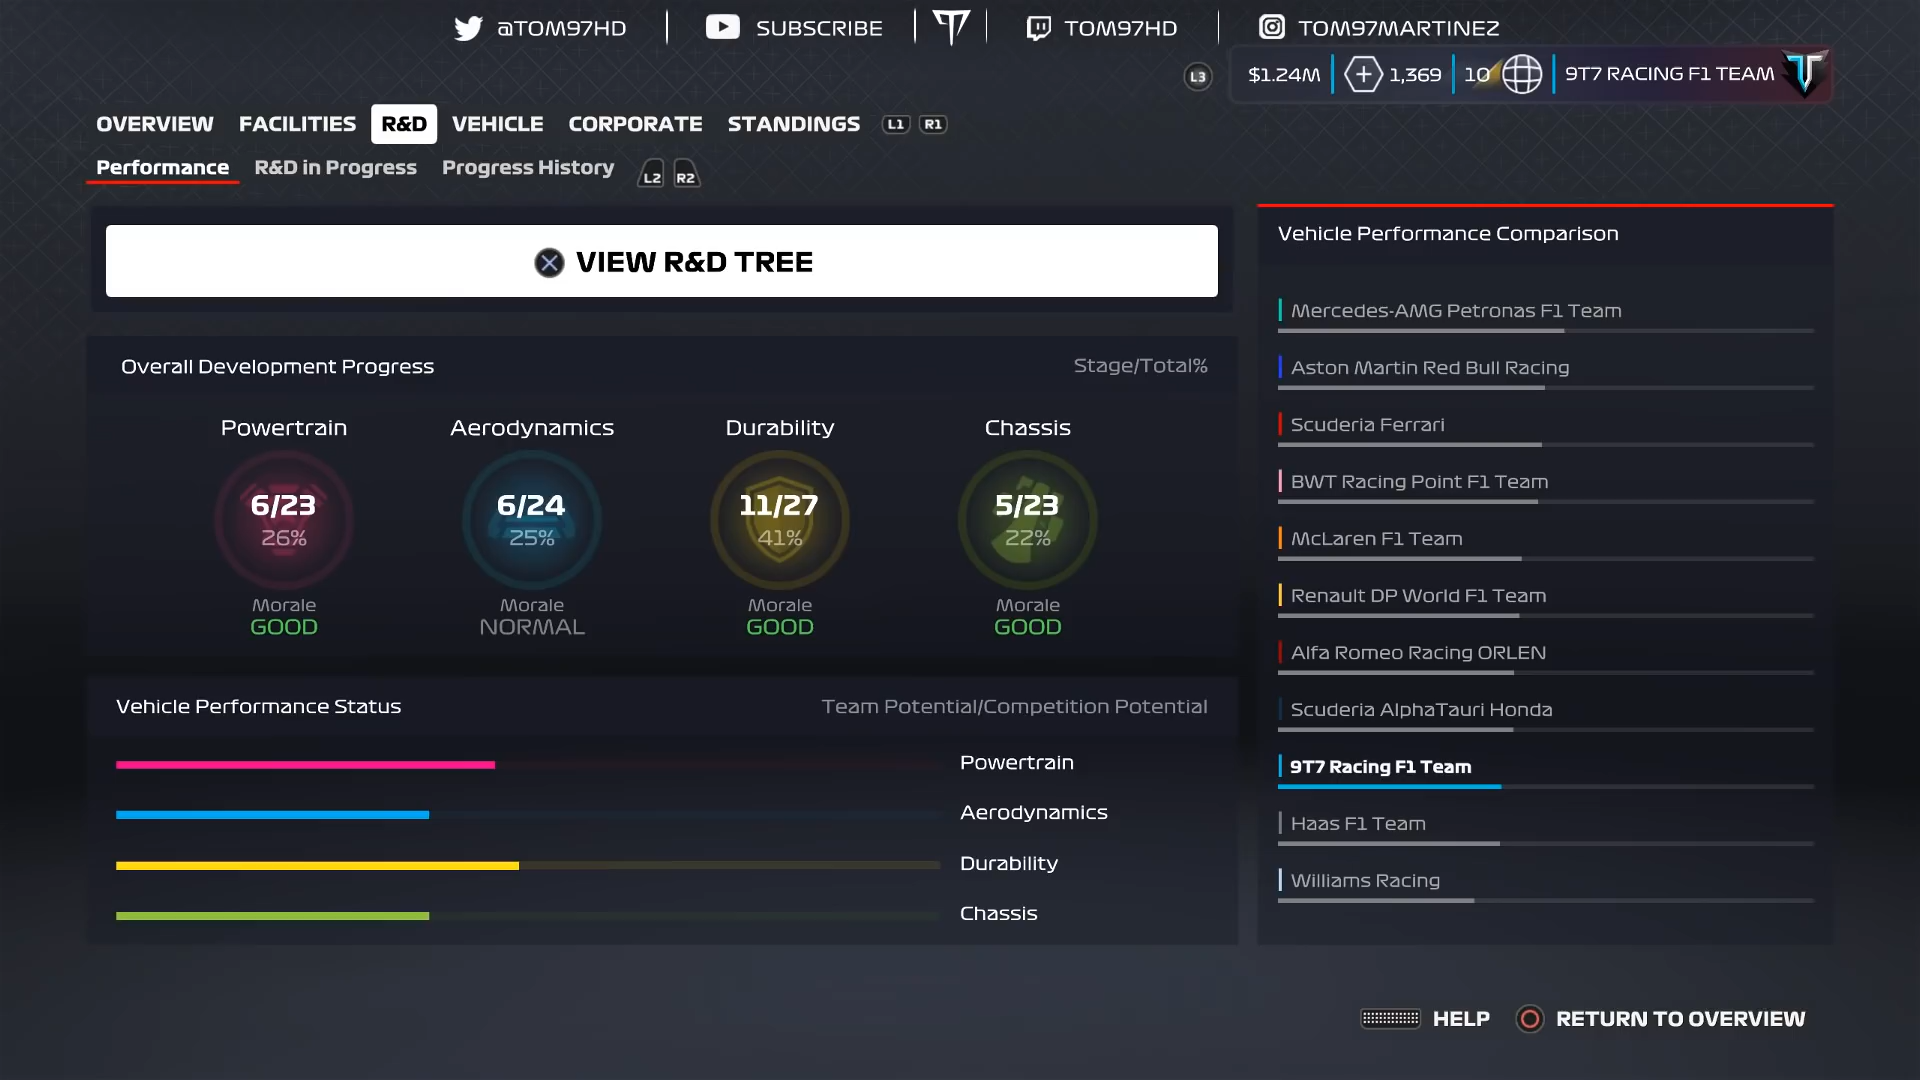 @TOM97HD
SUBSCRIBE
TOM97HD
TOM97MARTINEZ
L3
$1.24M
1,369
10
9T7 RACING F1 TEAM
OVERVIEW FACILITIES R&D VEHICLE CORPORATE STANDINGS L1 R1
Performance R&D in Progress Progress History L2 R2
VIEW R&D TREE
Overall Development Progress
Stage/Total%
Powertrain
6/23
26%
Morale
GOOD
Aerodynamics
6/24
25%
Morale
NORMAL
Durability
11/27
41%
Morale
GOOD
Chassis
5/23
22%
Morale
GOOD
Vehicle Performance Status
Team Potential/Competition Potential
Powertrain
Aerodynamics
Durability
Chassis
Vehicle Performance Comparison
Mercedes-AMG Petronas F1 Team
Aston Martin Red Bull Racing
Scuderia Ferrari
BWT Racing Point F1 Team
McLaren F1 Team
Renault DP World F1 Team
Alfa Romeo Racing ORLEN
Scuderia AlphaTauri Honda
9T7 Racing F1 Team
Haas F1 Team
Williams Racing
HELP
RETURN TO OVERVIEW